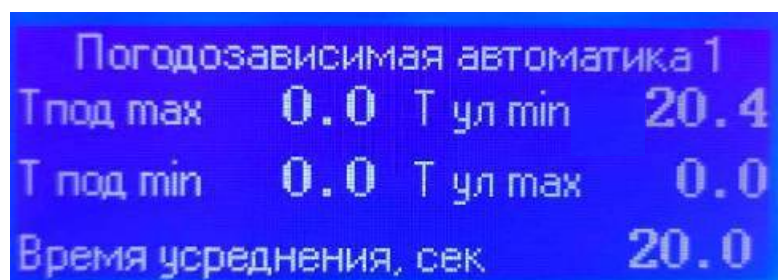 Погодозависимая автоматика 1
Tпод max 0.0 T ул min 20.4
T под min 0.0 T ул max 0.0
Время усреднения, сек 20.0